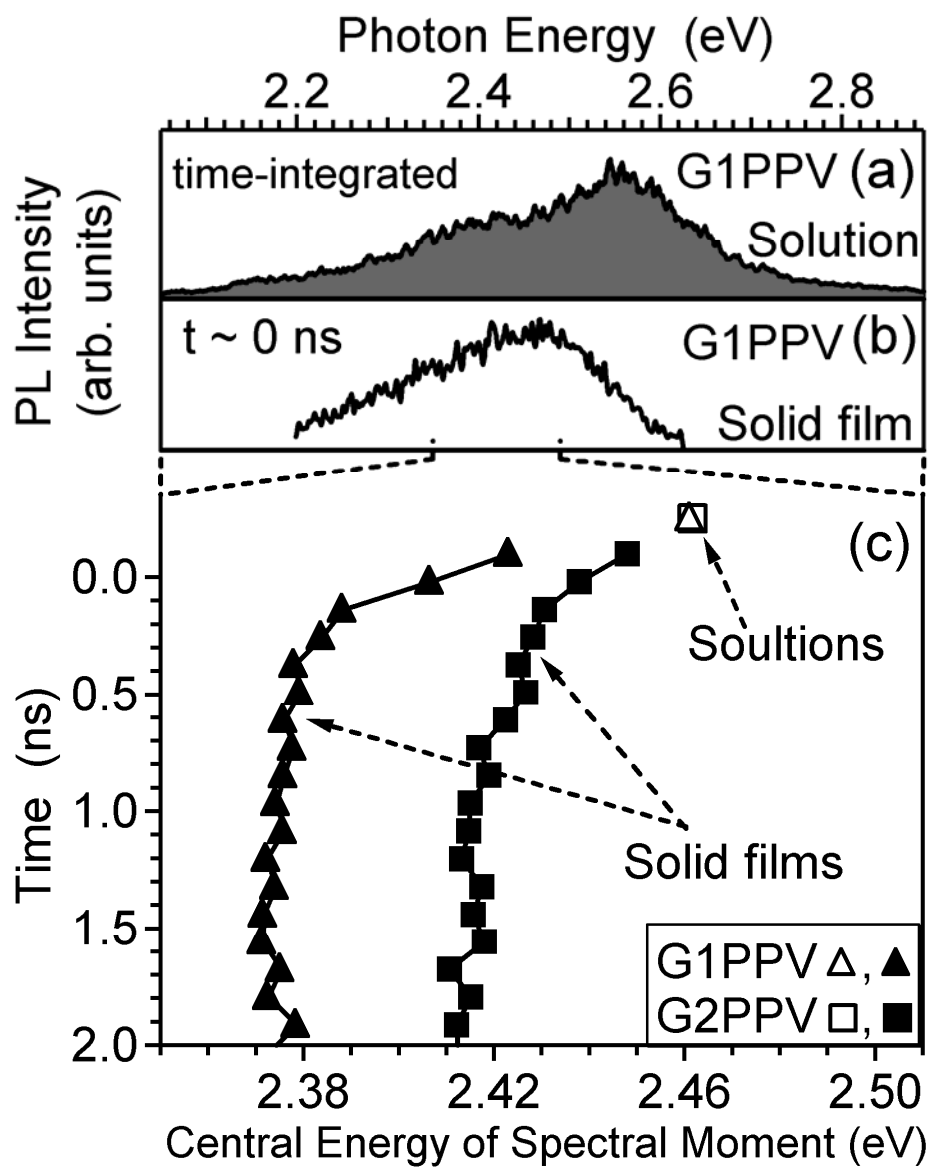 Photon Energy (eV)
2.2 2.4 2.6 2.8
PL Intensity
(arb. units)
time-integrated
G1PPV (a)
Solution
t ~ 0 ns
G1PPV (b)
Solid film
(c)
Time (ns)
0.0
0.5
1.0
1.5
2.0
Soultions
Solid films
G1PPV △ , ▲
G2PPV □ , ■
2.38 2.42 2.46 2.50
Central Energy of Spectral Moment (eV)